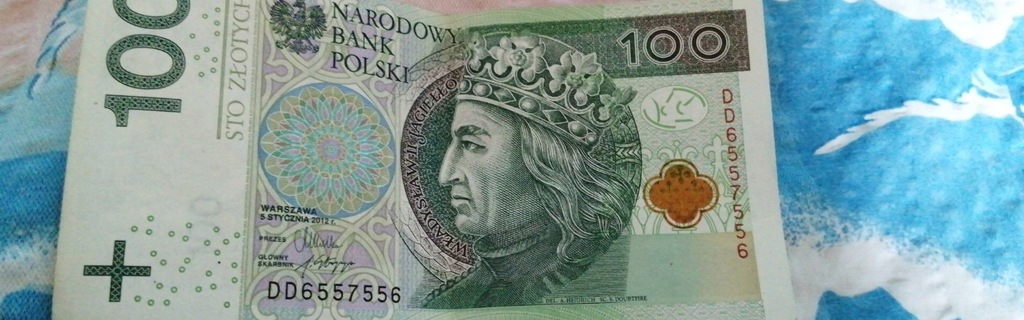 100
STO ZŁOTYCH
NARODOWY
BANK
POLSKI
100
WŁADYSŁAW II JAGIEŁŁO
DD6557556
WARSZAWA
5 STYCZNIA 2012 r.
PREZES
GŁÓWNY
SKARBNIK
DD6557556